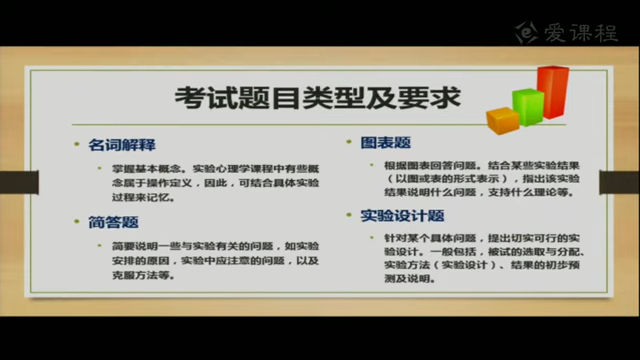 爱课程
考试题目类型及要求
名词解释
掌握基本概念。实验心理学课程中有些概
念属于操作定义，因此，可结合具体实验
过程来记忆。
简答题
简要说明一些与实验有关的问题，如实验
安排的原因，实验中应注意的问题，以及
克服方法等。
图表题
根据图表回答问题。结合某些实验结果
（以图或表的形式表示），指出该实验
结果说明什么问题，支持什么理论等。
实验设计题
针对某个具体问题，提出切实可行的实
验设计。一般包括，被试的选取与分配、
实验方法（实验设计）、结果的初步预
测及说明。